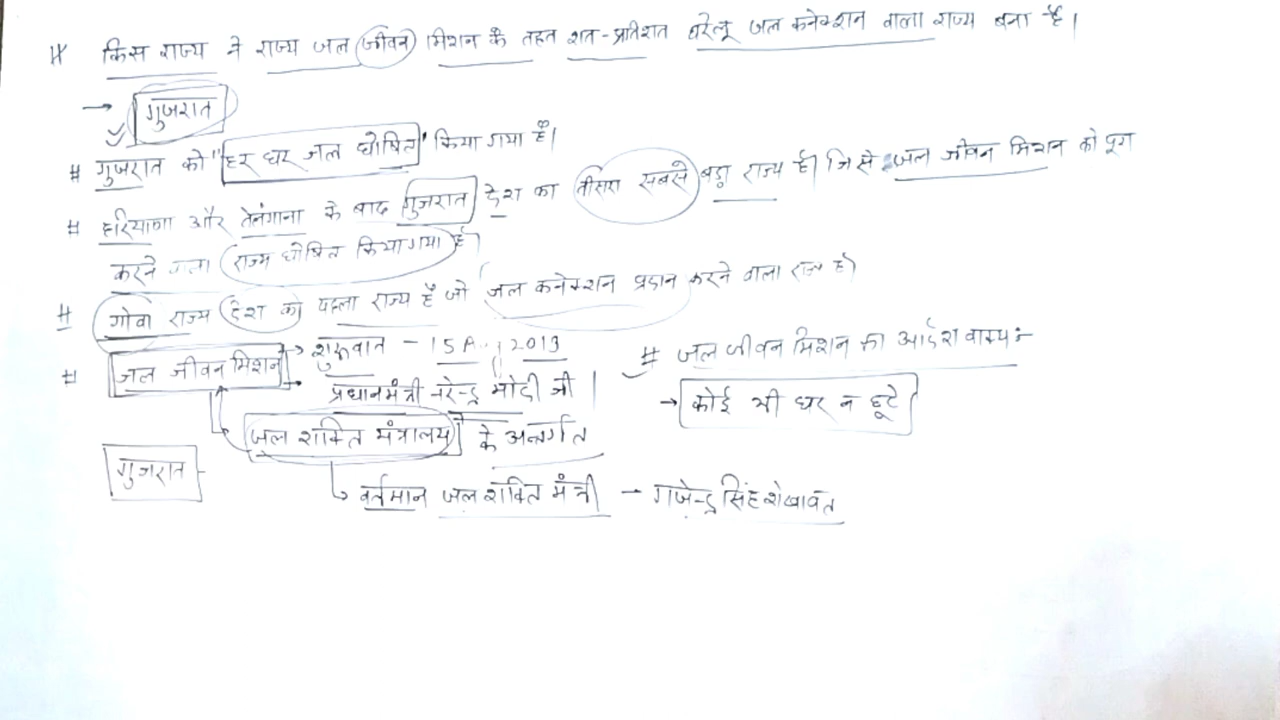 # किस राज्य ने राज्य जल जीवन मिशन के तहत शत-प्रतिशत घरेलू जल कनेक्शन वाला राज्य बना है।
→ गुजरात
# गुजरात को "हर घर जल घोषित" किया गया है।
# हरियाणा और तेलंगाना के बाद गुजरात देश का तीसरा सबसे बड़ा राज्य है। जिसे जल जीवन मिशन को पूरा
करने वाला राज्य घोषित किया गया है।
# गोवा राज्य देश का पहला राज्य है जो जल कनेक्शन प्रदान करने वाला राज्य है।
# जल जीवन मिशन → शुरूवात - 15
→ प्रधानमंत्री नरेन्द्र मोदी जी।
जल शक्ति मंत्रालय के अन्तर्गत
गुजरात
वर्तमान जल शक्ति मंत्री - गजेन्द्र सिंह शेखावत
# जल जीवन मिशन का आर्दश वाक्य :-
→ कोई भी घर न छूटे